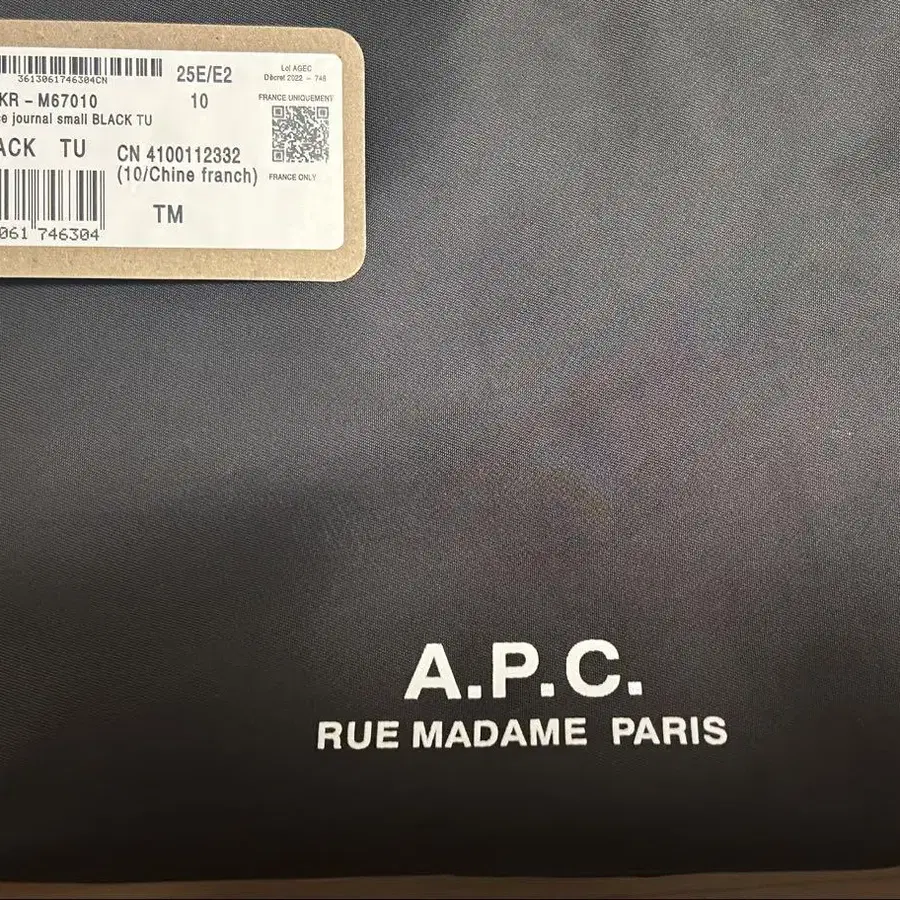 3613061746304CN
25E/E2
KR - M67010
10
e journal small BLACK TU
ACK TU
CN 4100112332
(10/Chine franch)
TM
061 746304
Loi AGEC
Décret 2022 - 748
FRANCE UNIQUEMENT
FRANCE ONLY
A.P.C.
RUE MADAME PARIS